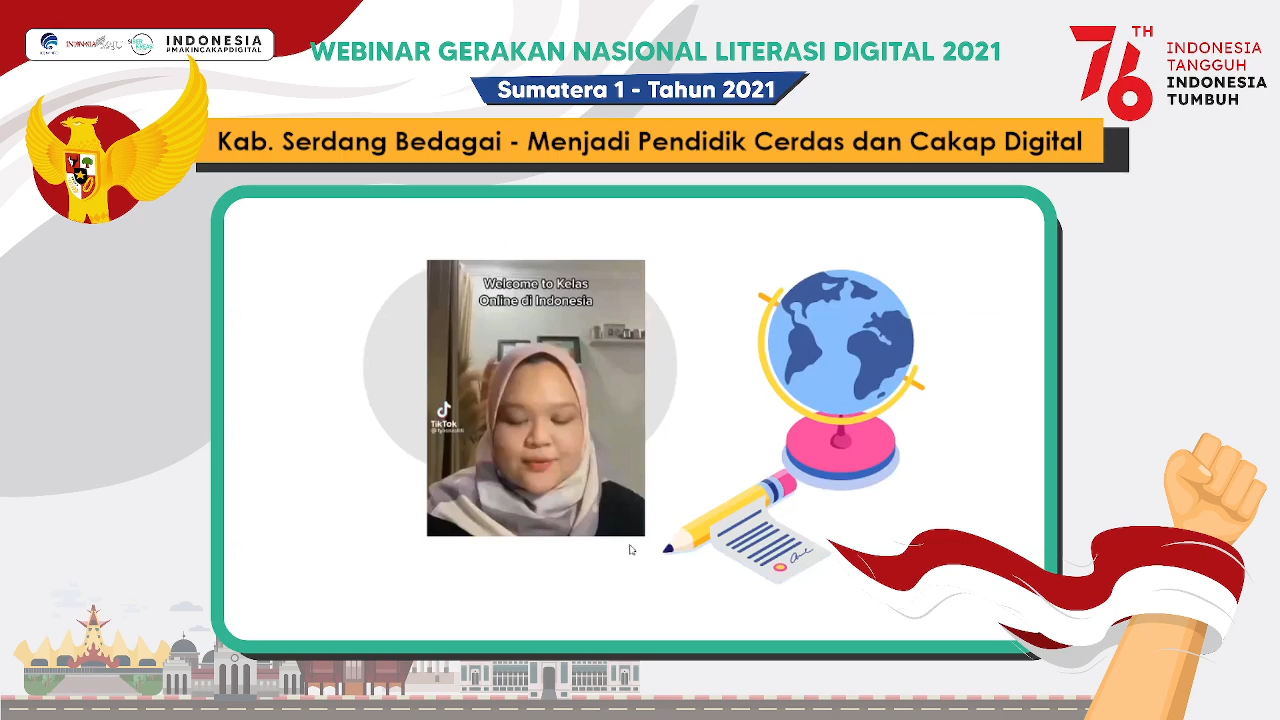 INDONESIA
#MAKINCAKAPDIGITAL
WEBINAR GERAKAN NASIONAL LITERASI DIGITAL 2021
Sumatera 1 - Tahun 2021
76 TH
INDONESIA
TANGGUH
INDONESIA
TUMBUH
Kab. Serdang Bedagai - Menjadi Pendidik Cerdas dan Cakap Digital
Welcome to Kelas
Online di Indonesia
TikTok